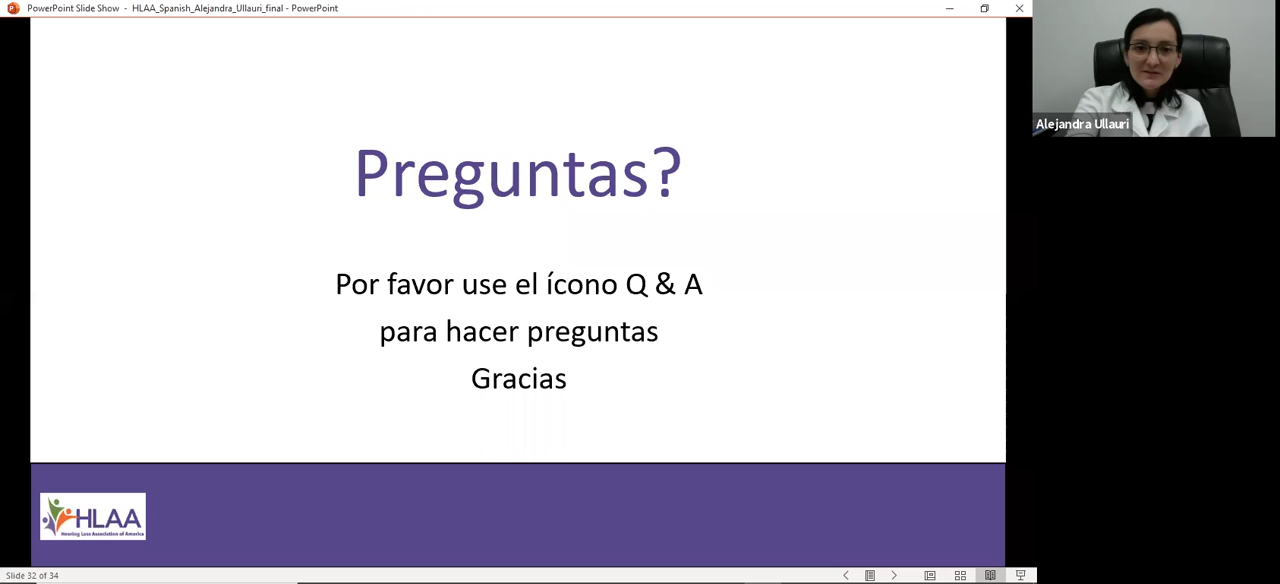 PowerPoint Slide Show - HLAA_Spanish_Alejandra_Ullauri_final - PowerPoint
Alejandra Ullauri
Preguntas?
Por favor use el ícono Q & A
para hacer preguntas
Gracias
HLAA
Hearing Loss Association of America
Slide 32 of 34